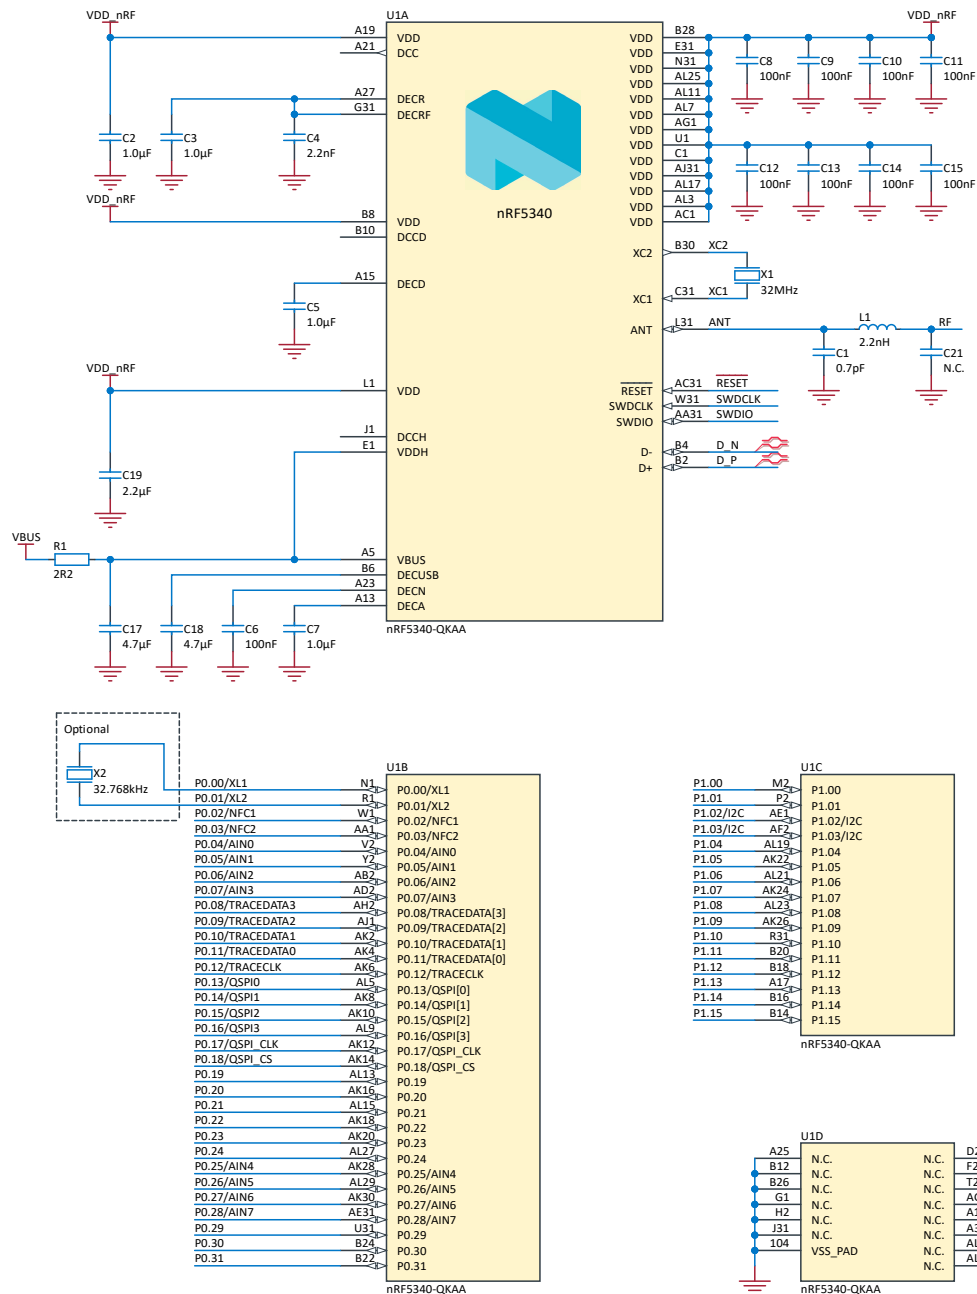 U1A
VDD_nRF
A19 VDD
A21 DCC
A27 DECR
G31 DECRF
C2 1.0µF
C3 1.0µF
C4 2.2nF
VDD_nRF
B8 VDD
B10 DCCD
A15 DECD
C5 1.0µF
VDD_nRF
L1 VDD
J1 DCCH
E1 VDDH
C19 2.2µF
VBUS
R1 2R2
A5 VBUS
B6 DECUSB
A23 DECN
A13 DECA
C17 4.7µF
C18 4.7µF
C6 100nF
C7 1.0µF
nRF5340
nRF5340-QKAA
VDD_nRF
VDD B28
VDD E31
VDD N31
VDD AL25
VDD AL11
VDD AL7
VDD AG1
VDD U1
VDD C1
VDD AJ31
VDD AL17
VDD AL3
VDD AC1
C8 100nF
C9 100nF
C10 100nF
C11 100nF
C12 100nF
C13 100nF
C14 100nF
C15 100nF
XC2 B30 XC2
XC1 C31 XC1
X1 32MHz
ANT L31 ANT
L1 2.2nH
RF
C1 0.7pF
C21 N.C.
RESET AC31 RESET
SWDCLK W31 SWDCLK
SWDIO AA31 SWDIO
D- B4 D_N
D+ B2 D_P
Optional
X2
32.768kHz
U1B
P0.00/XL1 N1 P0.00/XL1
P0.01/XL2 R1 P0.01/XL2
P0.02/NFC1 W1 P0.02/NFC1
P0.03/NFC2 AA1 P0.03/NFC2
P0.04/AIN0 V2 P0.04/AIN0
P0.05/AIN1 Y2 P0.05/AIN1
P0.06/AIN2 AB2 P0.06/AIN2
P0.07/AIN3 AD2 P0.07/AIN3
P0.08/TRACEDATA3 AH2 P0.08/TRACEDATA[3]
P0.09/TRACEDATA2 AJ1 P0.09/TRACEDATA[2]
P0.10/TRACEDATA1 AK2 P0.10/TRACEDATA[1]
P0.11/TRACEDATA0 AK4 P0.11/TRACEDATA[0]
P0.12/TRACECLK AK6 P0.12/TRACECLK
P0.13/QSPI0 AL5 P0.13/QSPI[0]
P0.14/QSPI1 AK8 P0.14/QSPI[1]
P0.15/QSPI2 AK10 P0.15/QSPI[2]
P0.16/QSPI3 AL9 P0.16/QSPI[3]
P0.17/QSPI_CLK AK12 P0.17/QSPI_CLK
P0.18/QSPI_CS AK14 P0.18/QSPI_CS
P0.19 AL13 P0.19
P0.20 AK16 P0.20
P0.21 AL15 P0.21
P0.22 AK18 P0.22
P0.23 AK20 P0.23
P0.24 AL27 P0.24
P0.25/AIN4 AK28 P0.25/AIN4
P0.26/AIN5 AL29 P0.26/AIN5
P0.27/AIN6 AK30 P0.27/AIN6
P0.28/AIN7 AE31 P0.28/AIN7
P0.29 U31 P0.29
P0.30 B24 P0.30
P0.31 B22 P0.31
nRF5340-QKAA
U1C
P1.00 M2 P1.00
P1.01 P2 P1.01
P1.02/I2C AE1 P1.02/I2C
P1.03/I2C AF2 P1.03/I2C
P1.04 AL19 P1.04
P1.05 AK22 P1.05
P1.06 AL21 P1.06
P1.07 AK24 P1.07
P1.08 AL23 P1.08
P1.09 AK26 P1.09
P1.10 R31 P1.10
P1.11 B20 P1.11
P1.12 B18 P1.12
P1.13 A17 P1.13
P1.14 B16 P1.14
P1.15 B14 P1.15
nRF5340-QKAA
U1D
A25 N.C. N.C.
B12 N.C. N.C.
B26 N.C. N.C.
G1 N.C. N.C.
H2 N.C. N.C.
J31 N.C. N.C.
104 VSS_PAD N.C.
N.C.
nRF5340-QKAA